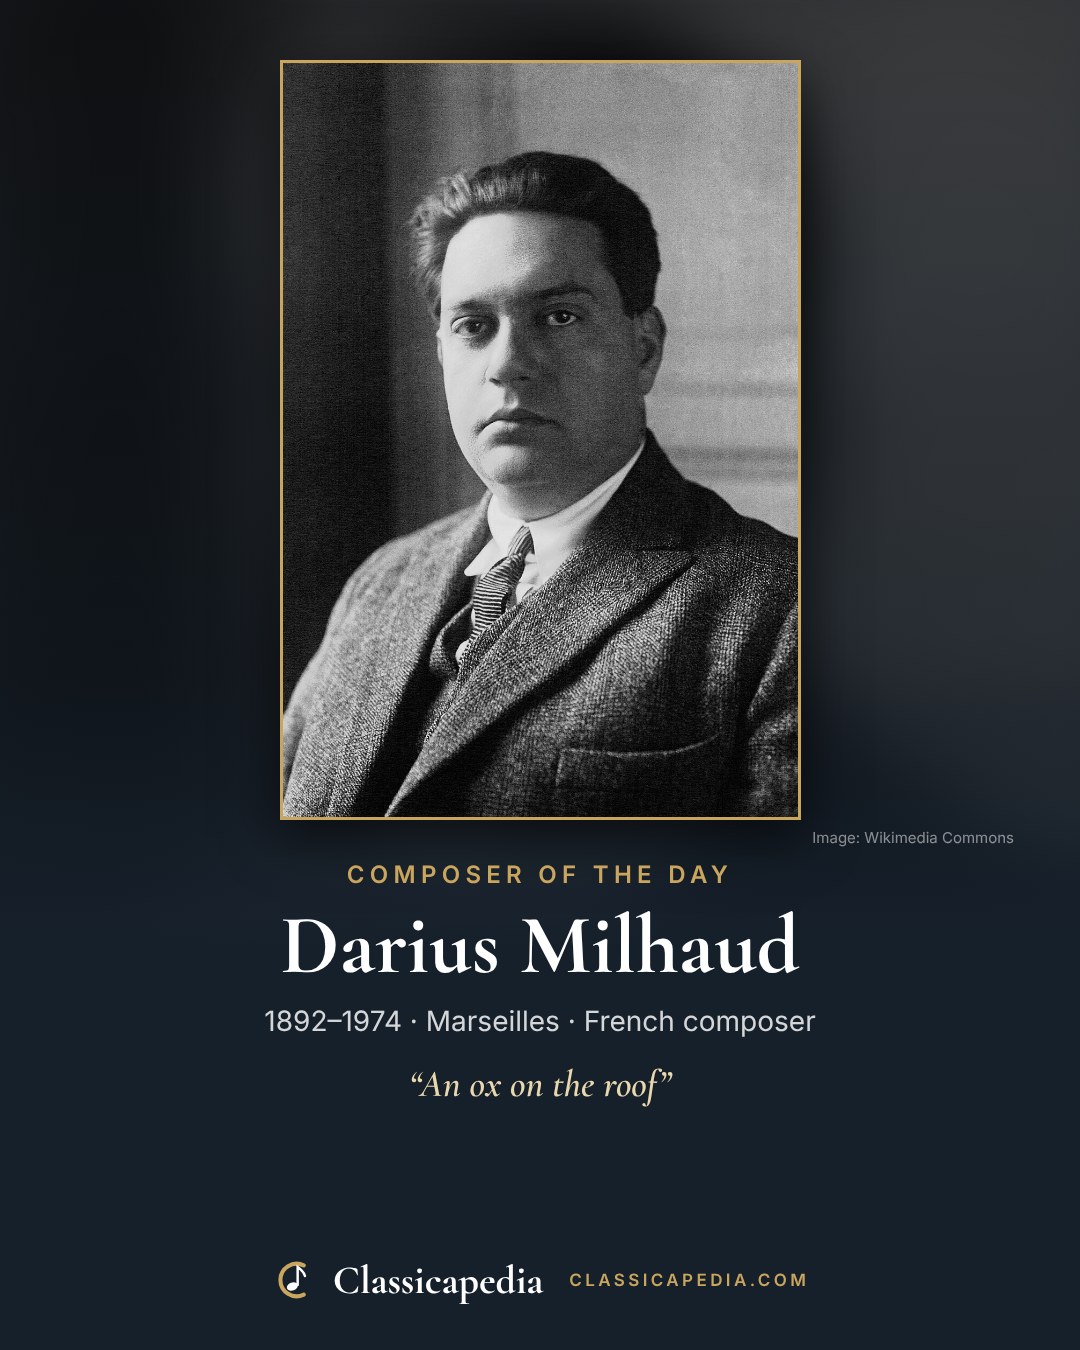 Image: Wikimedia Commons
COMPOSER OF THE DAY
Darius Milhaud
1892–1974 · Marseilles · French composer
“An ox on the roof”
Classicapedia CLASSICAPEDIA.COM